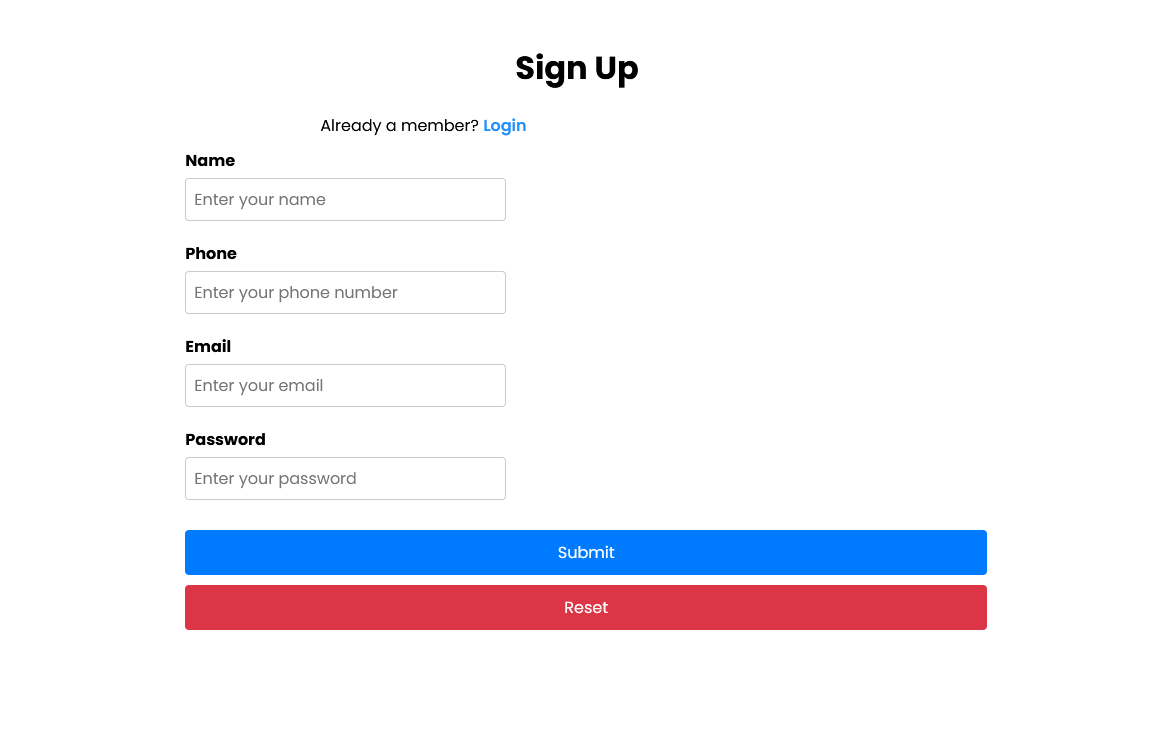 Sign Up
Already a member? Login
Name
Enter your name
Phone
Enter your phone number
Email
Enter your email
Password
Enter your password
Submit
Reset